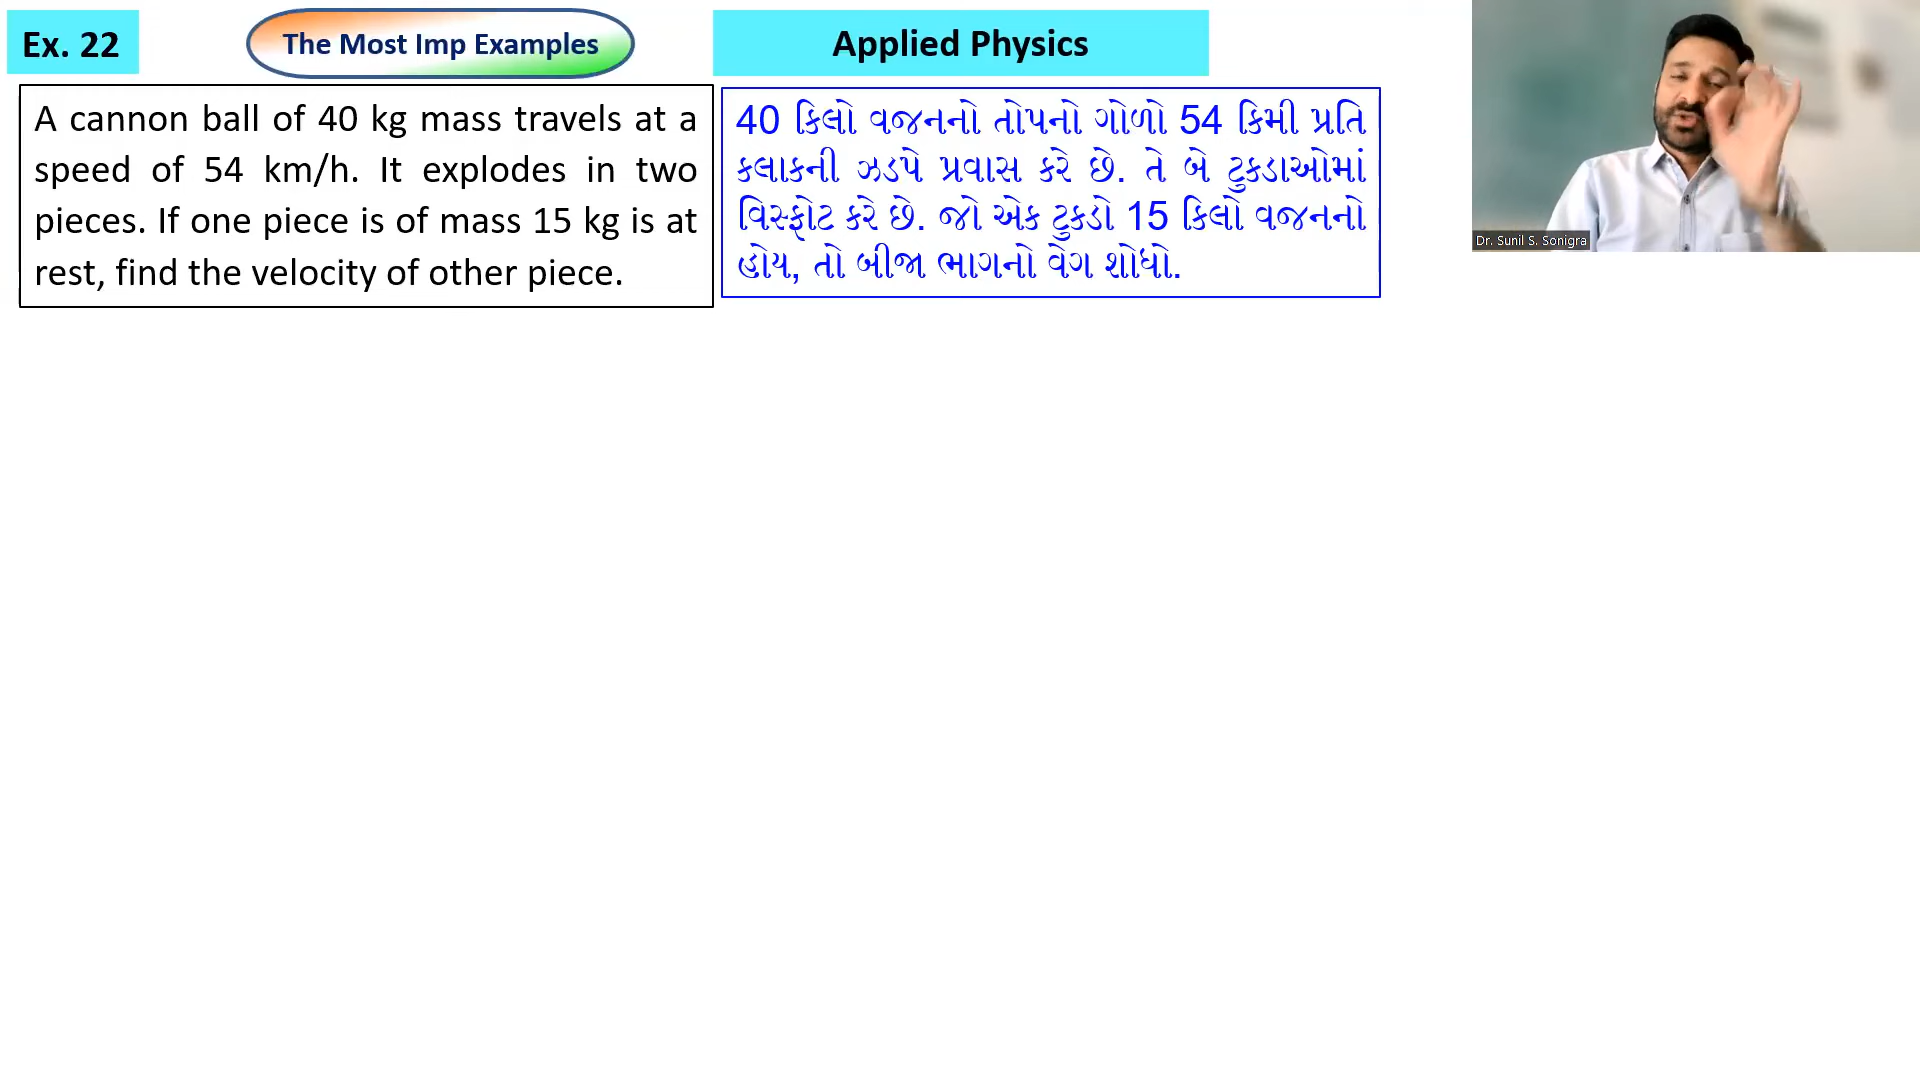 Ex. 22
The Most Imp Examples
Applied Physics
A cannon ball of 40 kg mass travels at a
speed of 54 km/h. It explodes in two
pieces. If one piece is of mass 15 kg is at
rest, find the velocity of other piece.
40 કિલો વજનનો તોપનો ગોળો 54 કિમી પ્રતિ
કલાકની ઝડપે પ્રવાસ કરે છે. તે બે ટુકડાઓમાં
વિસ્ફોટ કરે છે. જો એક ટુકડો 15 કિલો વજનનો
હોય, તો બીજા ભાગનો વેગ શોધો.
Dr. Sunil S. Sonigra